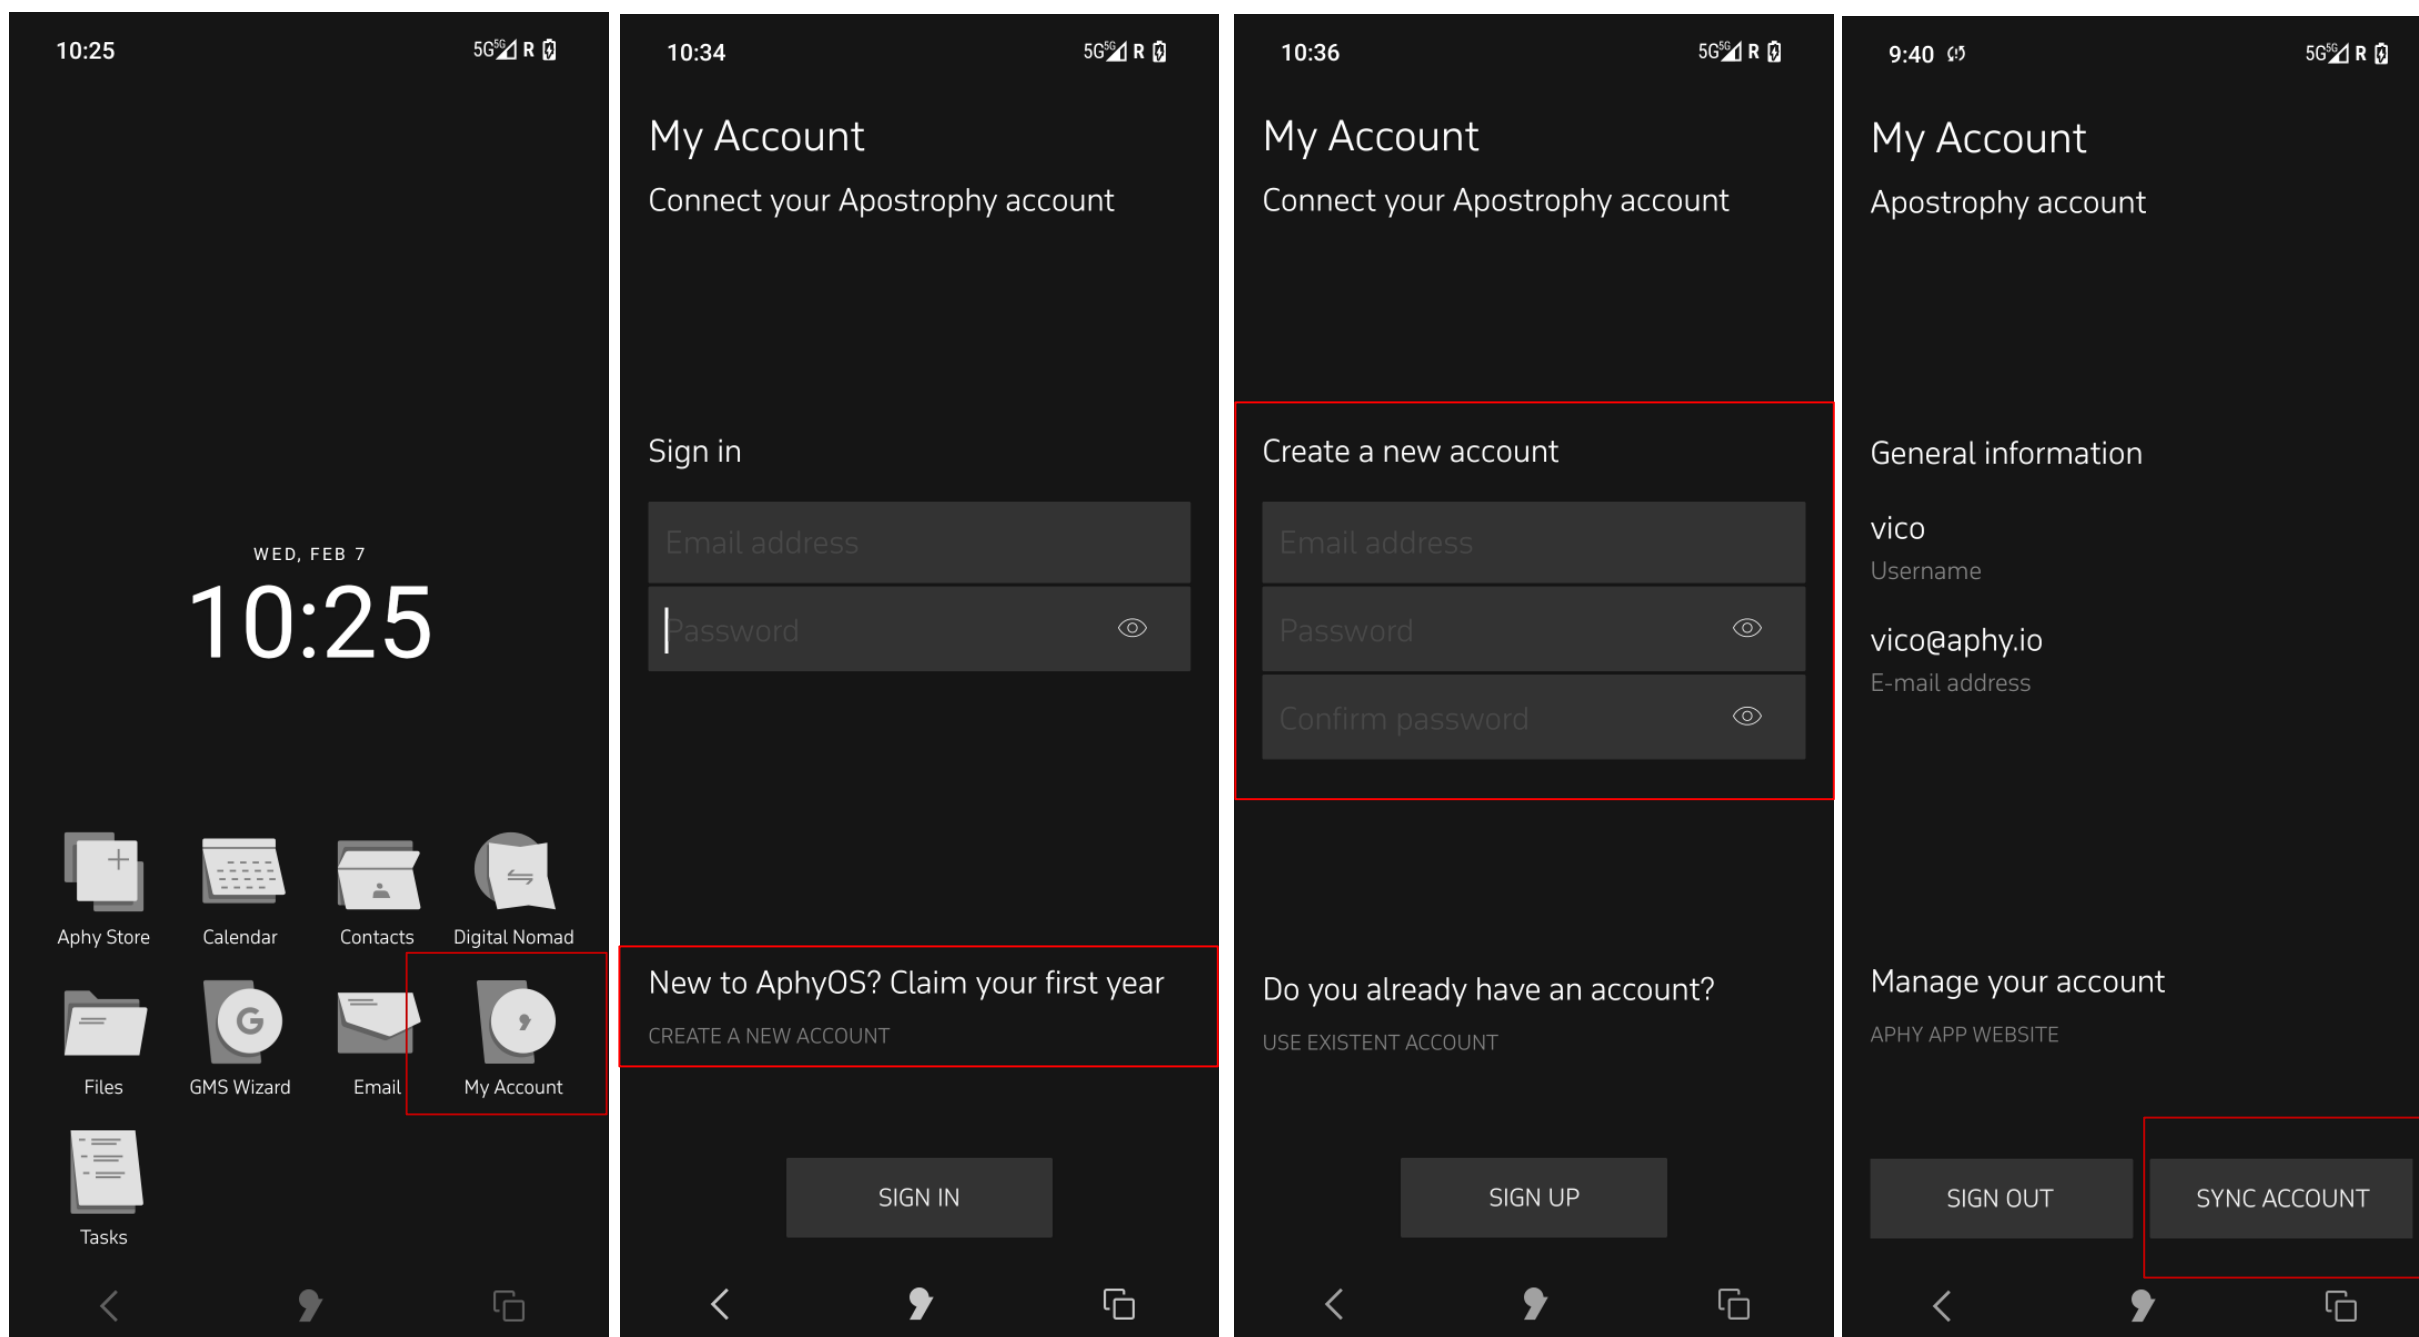 10:25
5G 5G R
WED, FEB 7
10:25
Aphy Store
Calendar
Contacts
Digital Nomad
G
Files
GMS Wizard
Email
My Account
Tasks
10:34
5G 5G R
My Account
Connect your Apostrophy account
Sign in
Email address
Password
New to AphyOS? Claim your first year
CREATE A NEW ACCOUNT
SIGN IN
10:36
5G 5G R
My Account
Connect your Apostrophy account
Create a new account
Email address
Password
Confirm password
Do you already have an account?
USE EXISTENT ACCOUNT
SIGN UP
9:40
5G 5G R
My Account
Apostrophy account
General information
vico
Username
vico@aphy.io
E-mail address
Manage your account
APHY APP WEBSITE
SIGN OUT
SYNC ACCOUNT